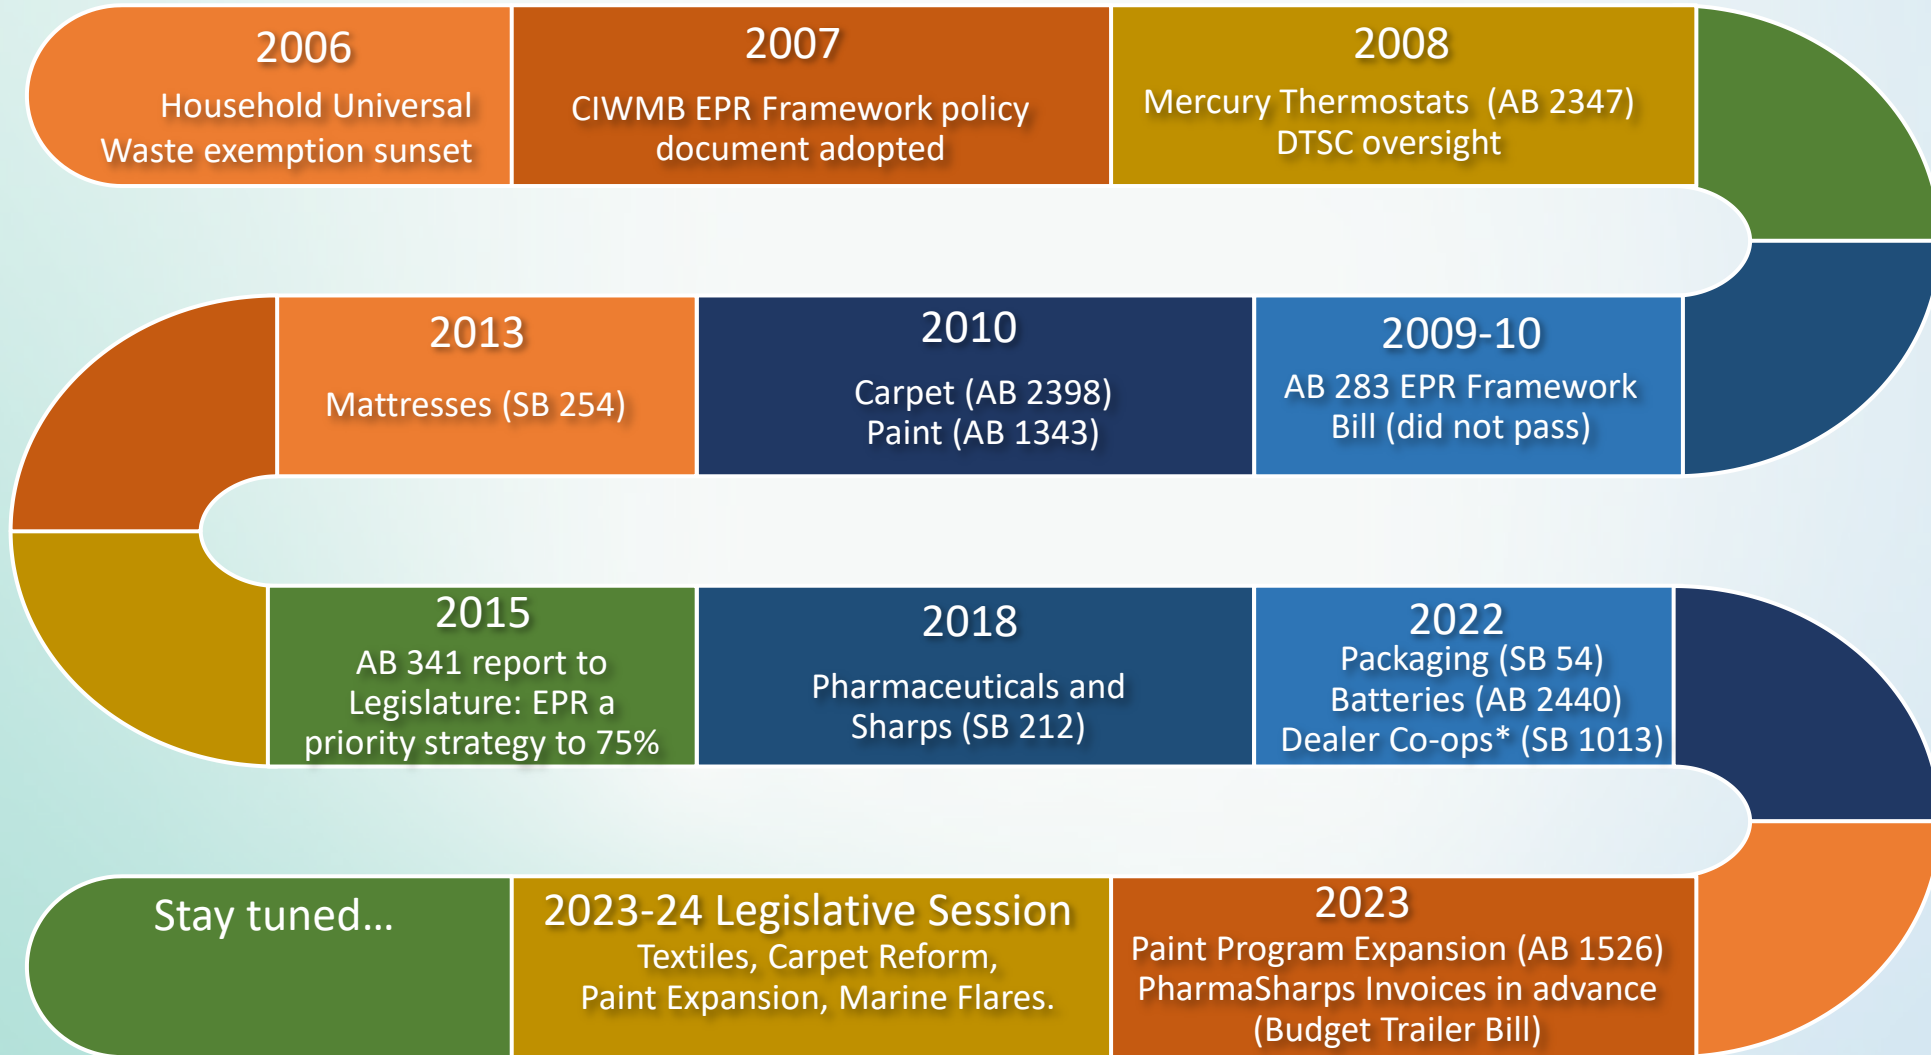 2006
Household Universal
Waste exemption sunset
2007
CIWMB EPR Framework policy
document adopted
2008
Mercury Thermostats (AB 2347)
DTSC oversight
2009-10
AB 283 EPR Framework
Bill (did not pass)
2010
Carpet (AB 2398)
Paint (AB 1343)
2013
Mattresses (SB 254)
2015
AB 341 report to
Legislature: EPR a
priority strategy to 75%
2018
Pharmaceuticals and
Sharps (SB 212)
2022
Packaging (SB 54)
Batteries (AB 2440)
Dealer Co-ops* (SB 1013)
2023
Paint Program Expansion (AB 1526)
PharmaSharps Invoices in advance
(Budget Trailer Bill)
2023-24 Legislative Session
Textiles, Carpet Reform,
Paint Expansion, Marine Flares.
Stay tuned...